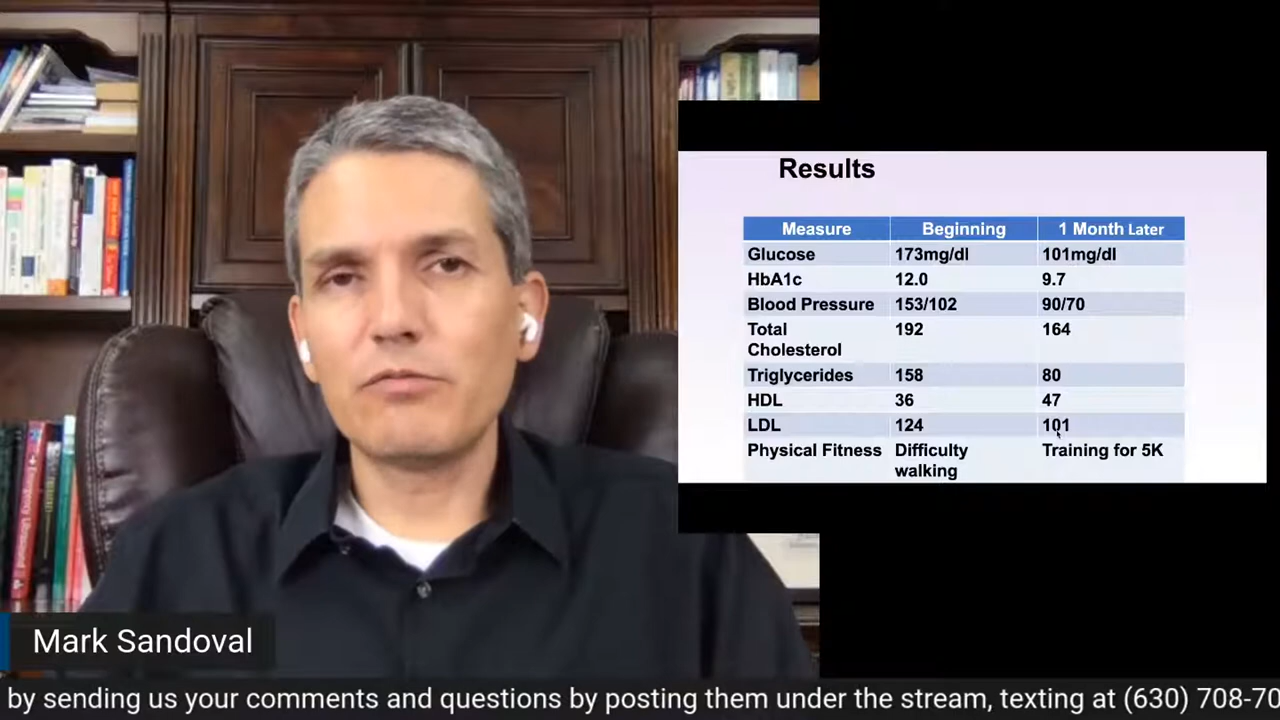 Results
Measure Beginning 1 Month Later
Glucose 173mg/dl 101mg/dl
HbA1c 12.0 9.7
Blood Pressure 153/102 90/70
Total 192 164
Cholesterol
Triglycerides 158 80
HDL 36 47
LDL 124 101
Physical Fitness Difficulty Training for 5K
walking
Mark Sandoval
by sending us your comments and questions by posting them under the stream, texting at (630) 708-70